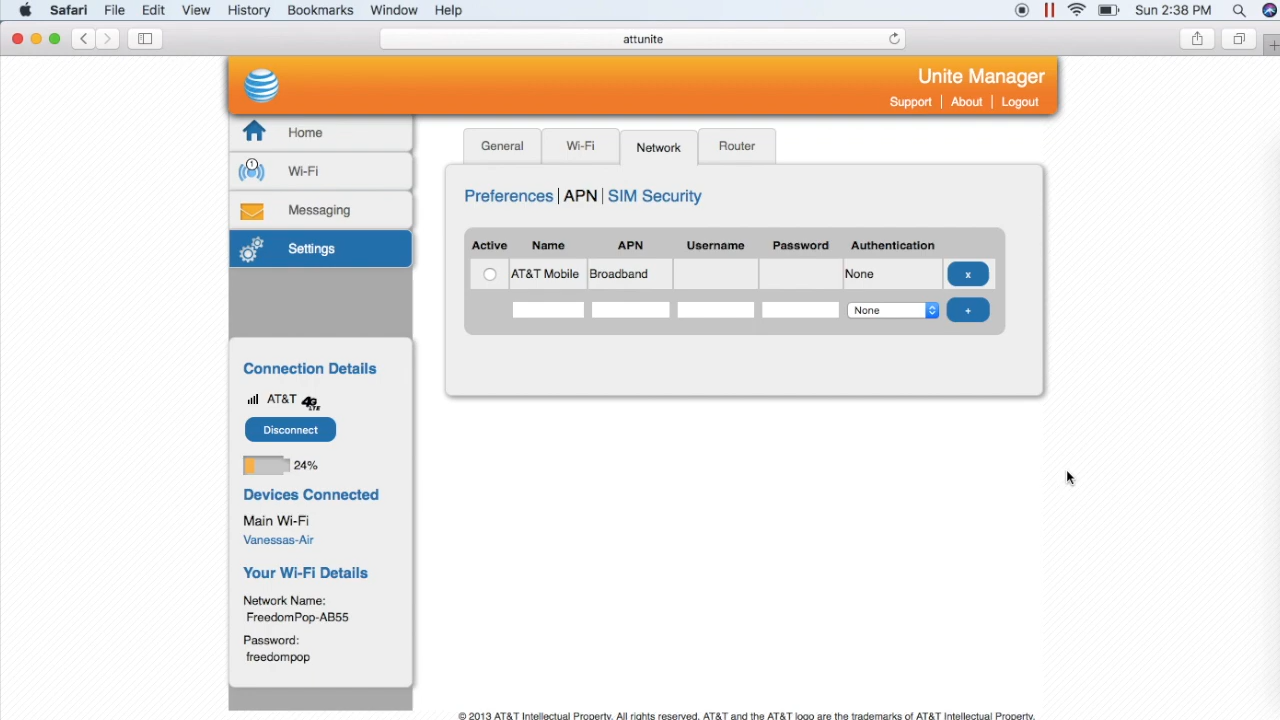 Safari File Edit View History Bookmarks Window Help Sun 2:38 PM
attunite
Unite Manager
Support | About | Logout
Home
1
Wi-Fi
Messaging
Settings
General Wi-Fi Network Router
Preferences | APN | SIM Security
Active Name APN Username Password Authentication
AT&T Mobile Broadband None x
None +
Connection Details
AT&T 4G LTE
Disconnect
24%
Devices Connected
Main Wi-Fi
Vanessas-Air
Your Wi-Fi Details
Network Name:
FreedomPop-AB55
Password:
freedompop
© 2013 AT&T Intellectual Property. All rights reserved. AT&T and the AT&T logo are the trademarks of AT&T Intellectual Property.